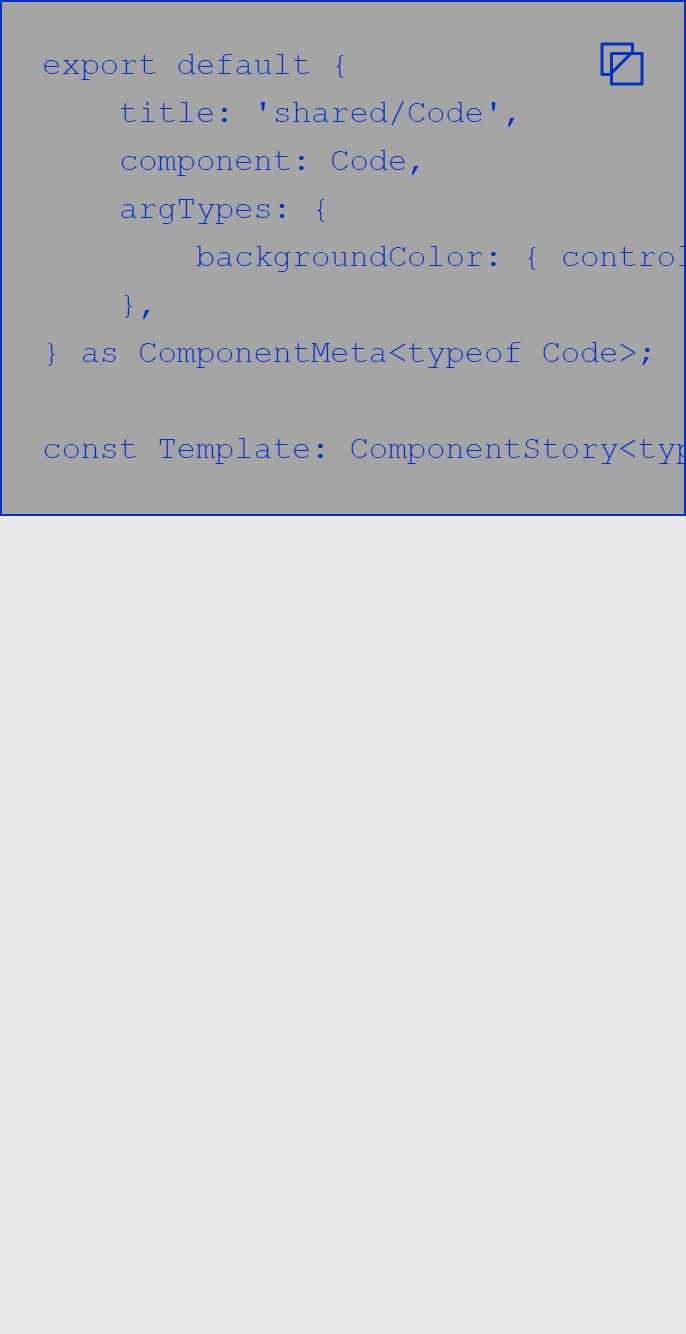 export default {
    title: 'shared/Code',
    component: Code,
    argTypes: {
        backgroundColor: { control
    },
} as ComponentMeta<typeof Code>;

const Template: ComponentStory<typ